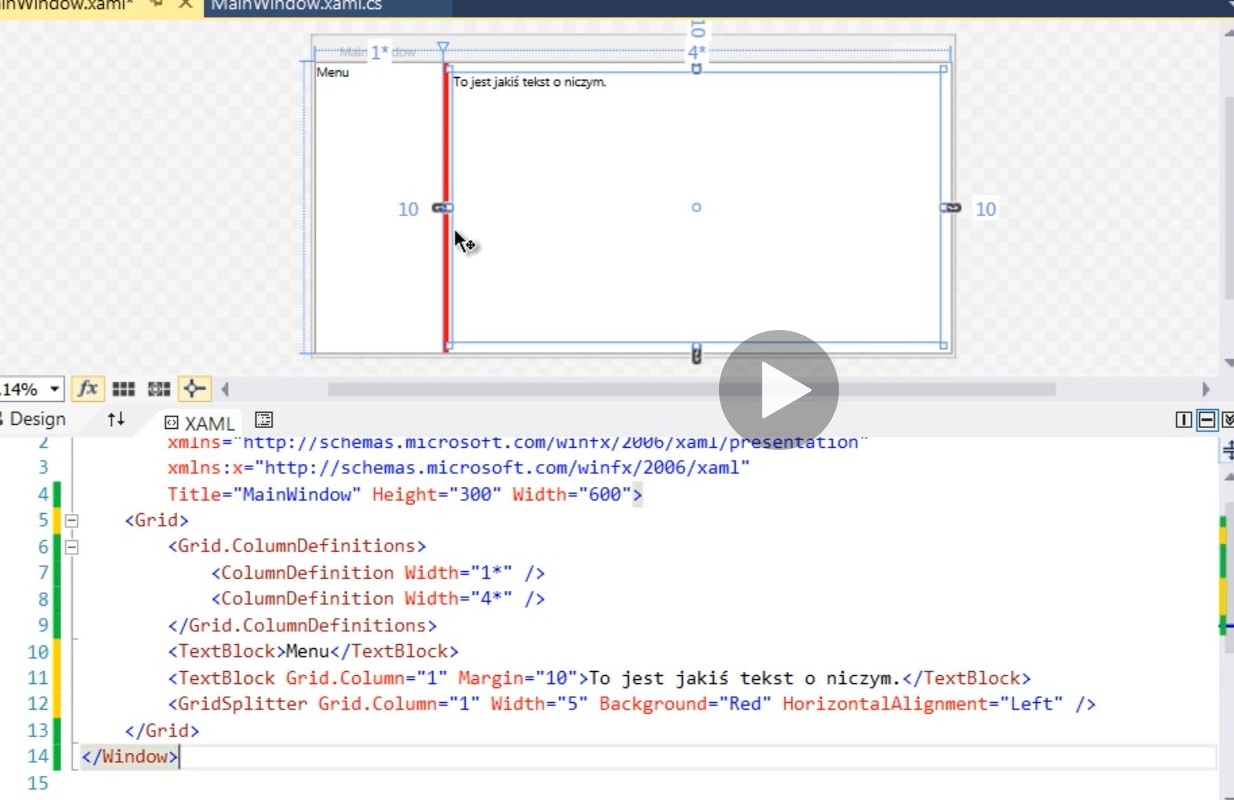 MainWindow.xaml*
MainWindow.xaml.cs
10
MainWindow 1* 4*
Menu
To jest jakiś tekst o niczym.
10 10
14% fx
Design XAML
2 xmlns="http://schemas.microsoft.com/winfx/2006/xaml/presentation"
3 xmlns:x="http://schemas.microsoft.com/winfx/2006/xaml"
4 Title="MainWindow" Height="300" Width="600">
5 <Grid>
6 <Grid.ColumnDefinitions>
7 <ColumnDefinition Width="1*" />
8 <ColumnDefinition Width="4*" />
9 </Grid.ColumnDefinitions>
10 <TextBlock>Menu</TextBlock>
11 <TextBlock Grid.Column="1" Margin="10">To jest jakiś tekst o niczym.</TextBlock>
12 <GridSplitter Grid.Column="1" Width="5" Background="Red" HorizontalAlignment="Left" />
13 </Grid>
14 </Window>
15